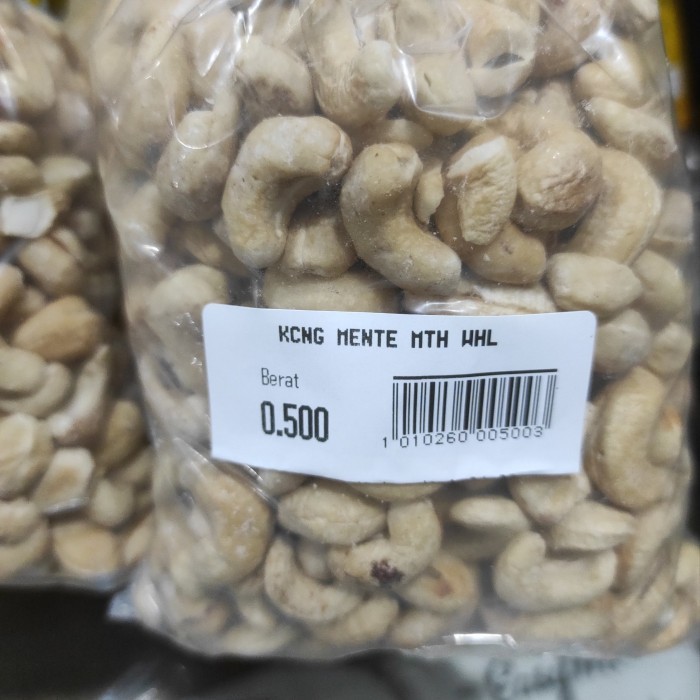 KCNG MENTE MTH WHL
Berat
0.500
1 010260 005003